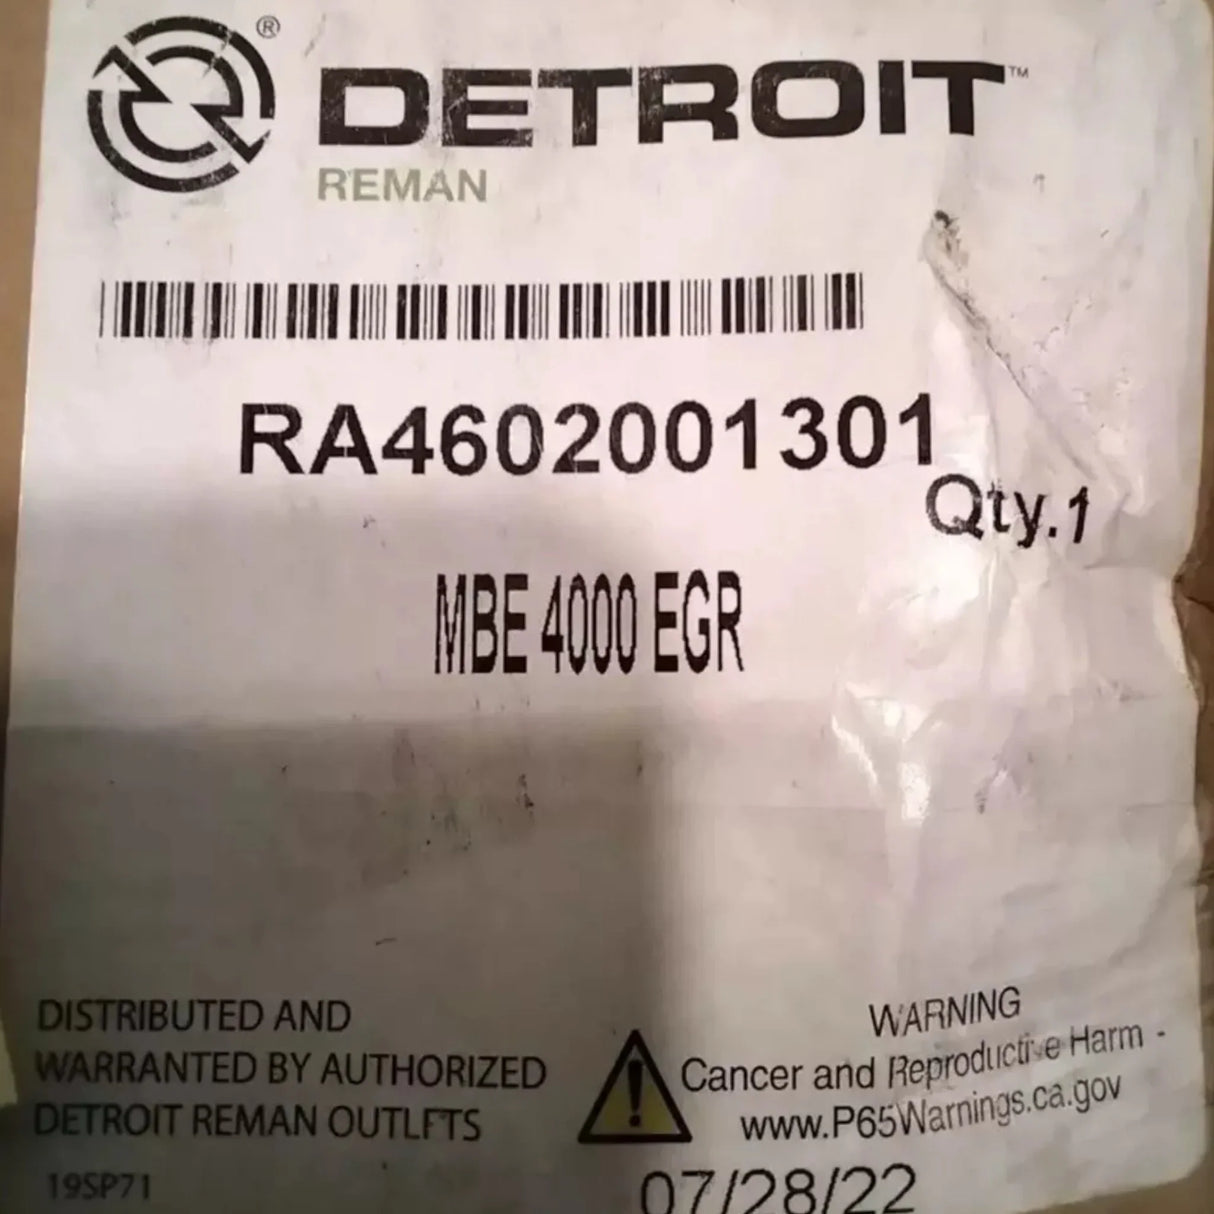 ®
DETROIT™
REMAN
RA4602001301
Qty.1
MBE 4000 EGR
DISTRIBUTED AND
WARRANTED BY AUTHORIZED
DETROIT REMAN OUTLETS
19SP71
WARNING
Cancer and Reproductive Harm -
www.P65Warnings.ca.gov
07/28/22